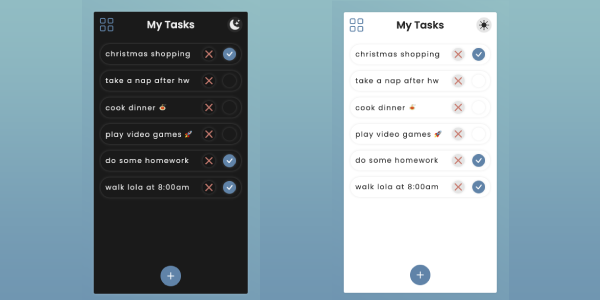 My Tasks
christmas shopping
take a nap after hw
cook dinner 🍝
play video games 🚀
do some homework
walk lola at 8:00am
My Tasks
christmas shopping
take a nap after hw
cook dinner 🍝
play video games 🚀
do some homework
walk lola at 8:00am